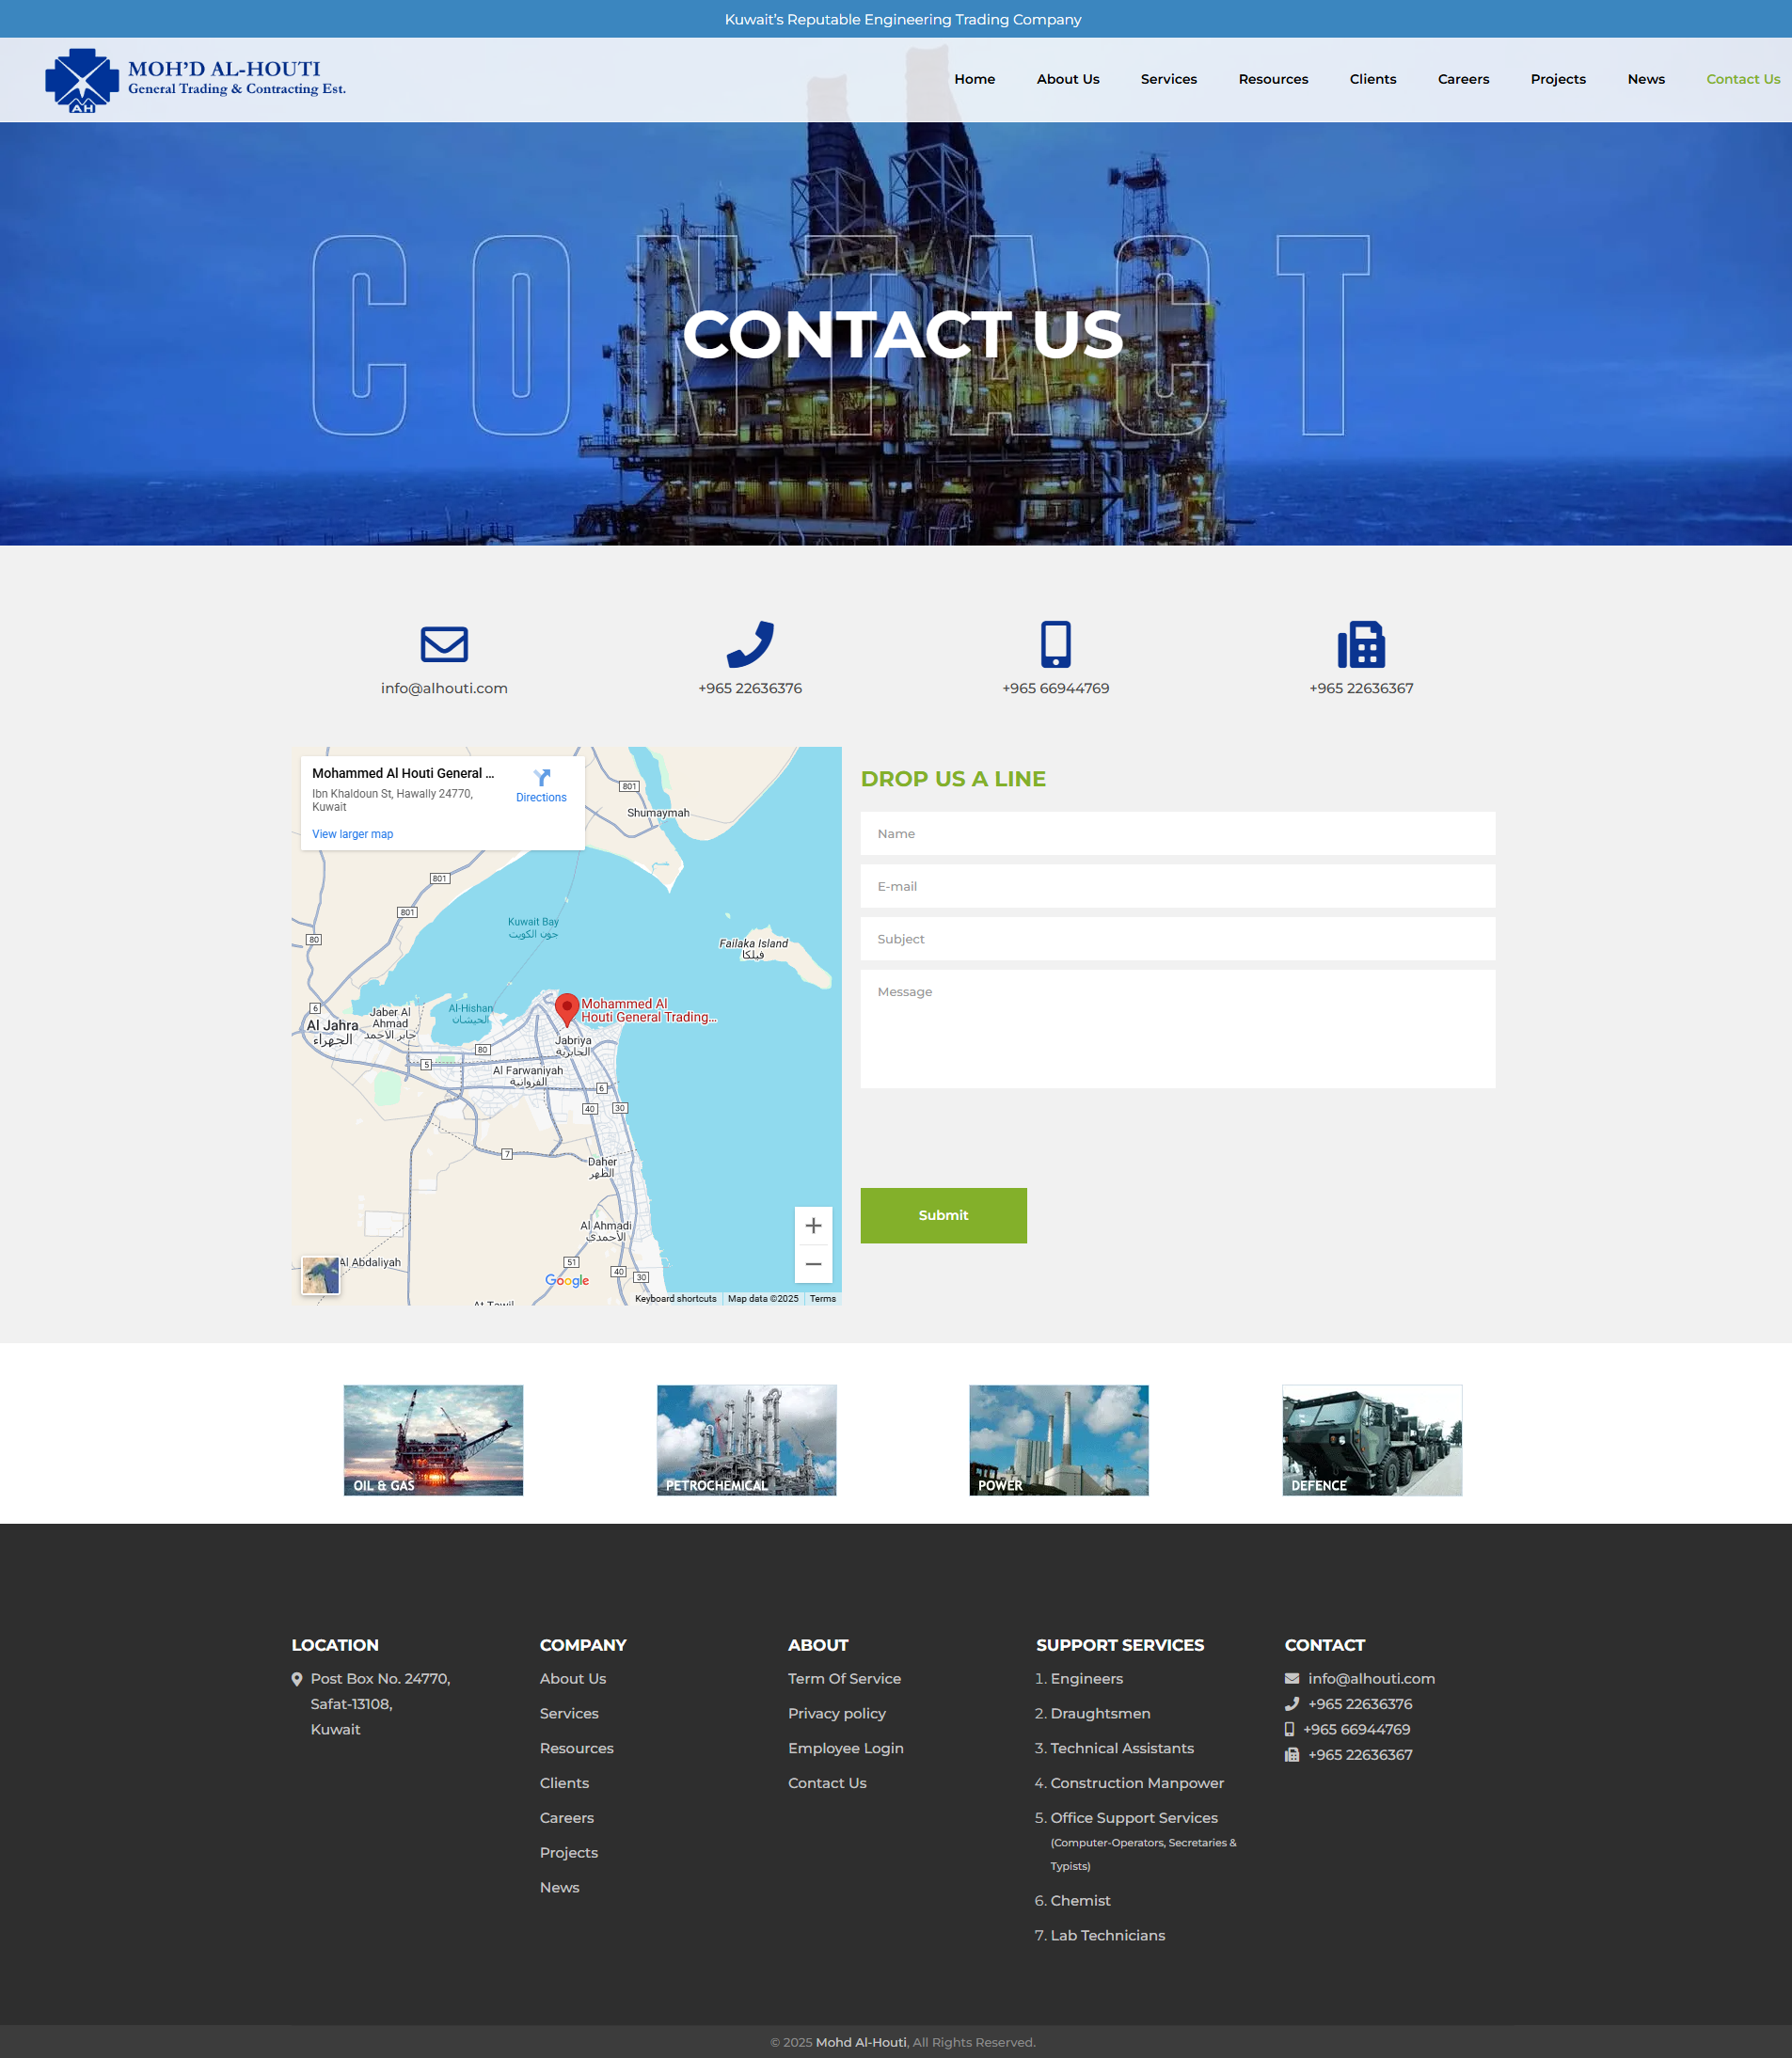 Kuwait’s Reputable Engineering Trading Company
MOH’D AL-HOUTI
General Trading & Contracting Est.
AH
Home
About Us
Services
Resources
Clients
Careers
Projects
News
Contact Us
CONTACT
CONTACT US
info@alhouti.com
+965 22636376
+965 66944769
+965 22636367
Mohammed Al Houti General ...
Ibn Khaldoun St, Hawally 24770,
Kuwait
Directions
View larger map
801
Shumaymah
801
801
Kuwait Bay
جون الكويت
80
Failaka Island
فيلكا
6
Al Jahra
الجهراء
Jaber Al
Ahmad
جابر الاحمد
Al-Hishan
الحيشان
Mohammed Al
Houti General Trading...
Jabriya
الجابرية
80
5
Al Farwaniyah
الفروانية
6
40
30
7
Daher
الظهر
Al Ahmadi
الأحمدي
Al Abdaliyah
51
40
30
Google
At Tawil
Keyboard shortcuts
Map data ©2025
Terms
DROP US A LINE
Name
E-mail
Subject
Message
Submit
OIL & GAS
PETROCHEMICAL
POWER
DEFENCE
LOCATION
Post Box No. 24770,
Safat-13108,
Kuwait
COMPANY
About Us
Services
Resources
Clients
Careers
Projects
News
ABOUT
Term Of Service
Privacy policy
Employee Login
Contact Us
SUPPORT SERVICES
1. Engineers
2. Draughtsmen
3. Technical Assistants
4. Construction Manpower
5. Office Support Services
(Computer-Operators, Secretaries &
Typists)
6. Chemist
7. Lab Technicians
CONTACT
info@alhouti.com
+965 22636376
+965 66944769
+965 22636367
© 2025 Mohd Al-Houti, All Rights Reserved.